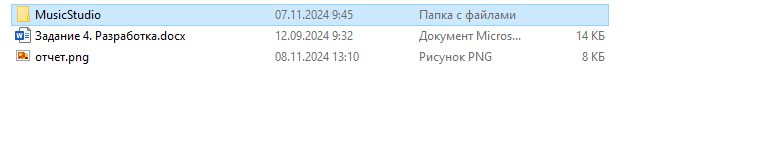 MusicStudio 07.11.2024 9:45 Папка с файлами
Задание 4. Разработка.docx 12.09.2024 9:32 Документ Micros... 14 КБ
отчет.png 08.11.2024 13:10 Рисунок PNG 8 КБ